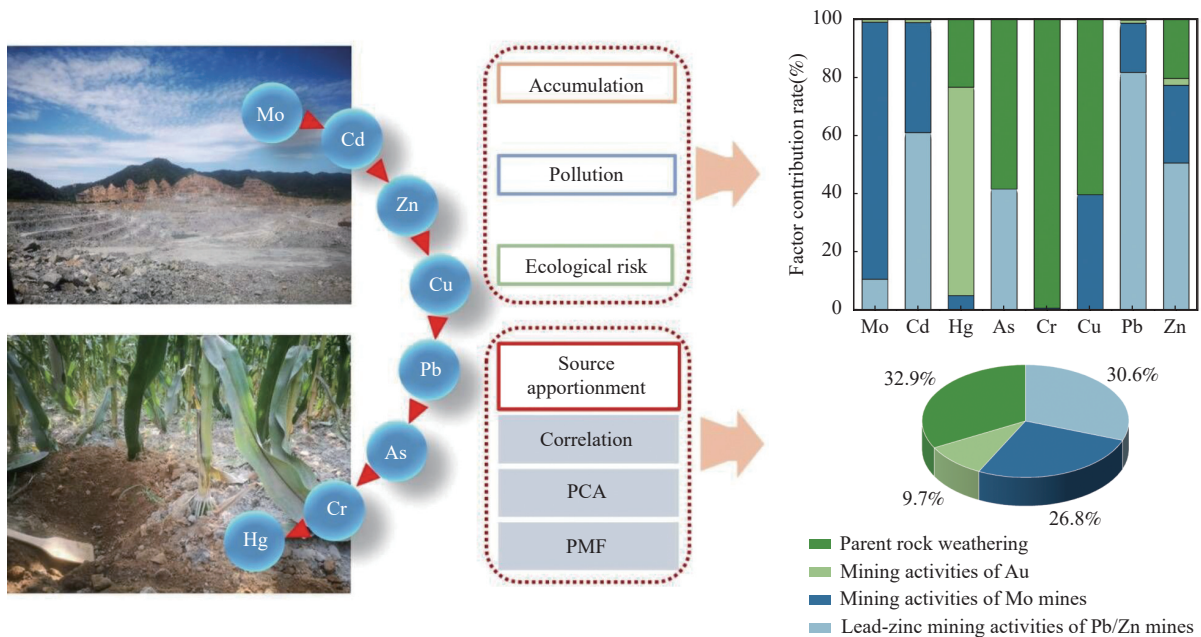 Mo
Cd
Zn
Cu
Pb
As
Cr
Hg
Accumulation
Pollution
Ecological risk
Source
apportionment
Correlation
PCA
PMF
Factor contribution rate(%)
100
80
60
40
20
0
Mo Cd Hg As Cr Cu Pb Zn
32.9%
30.6%
9.7%
26.8%
Parent rock weathering
Mining activities of Au
Mining activities of Mo mines
Lead-zinc mining activities of Pb/Zn mines